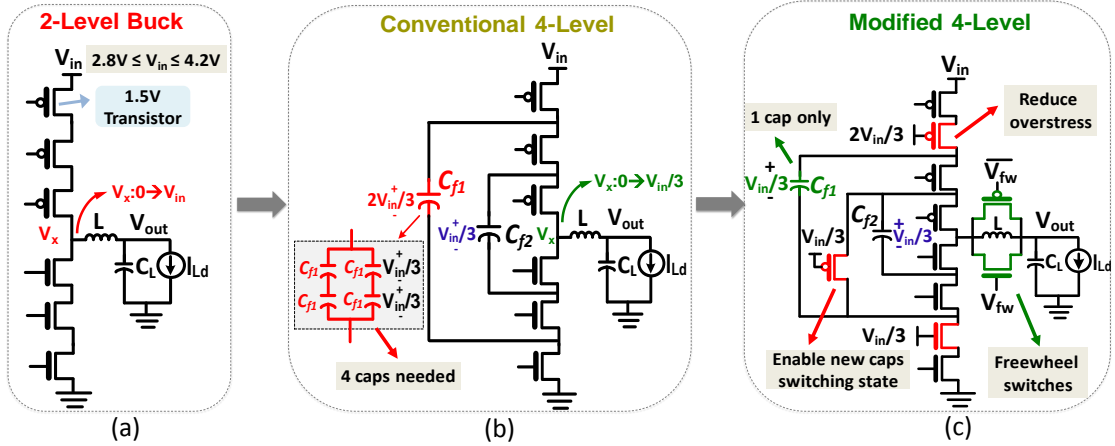 2-Level Buck
V_in
2.8V ≤ V_in ≤ 4.2V
1.5V
Transistor
V_x:0→V_in
V_x
L
V_out
C_L
I_Ld
(a)
Conventional 4-Level
V_in
C_f1
+
2V_in/3
-
C_f2
+
V_in/3
-
V_x:0→V_in/3
V_x
L
V_out
C_L
I_Ld
C_f1
C_f1
+
V_in/3
-
C_f1
C_f1
+
V_in/3
-
4 caps needed
(b)
Modified 4-Level
V_in
1 cap only
2V_in/3
Reduce
overstress
+
V_in/3
-
C_f1
C_f2
+
V_in/3
-
V_in/3
V̅_fw
L
V_out
C_L
I_Ld
V_fw
V_in/3
Enable new caps
switching state
Freewheel
switches
(c)